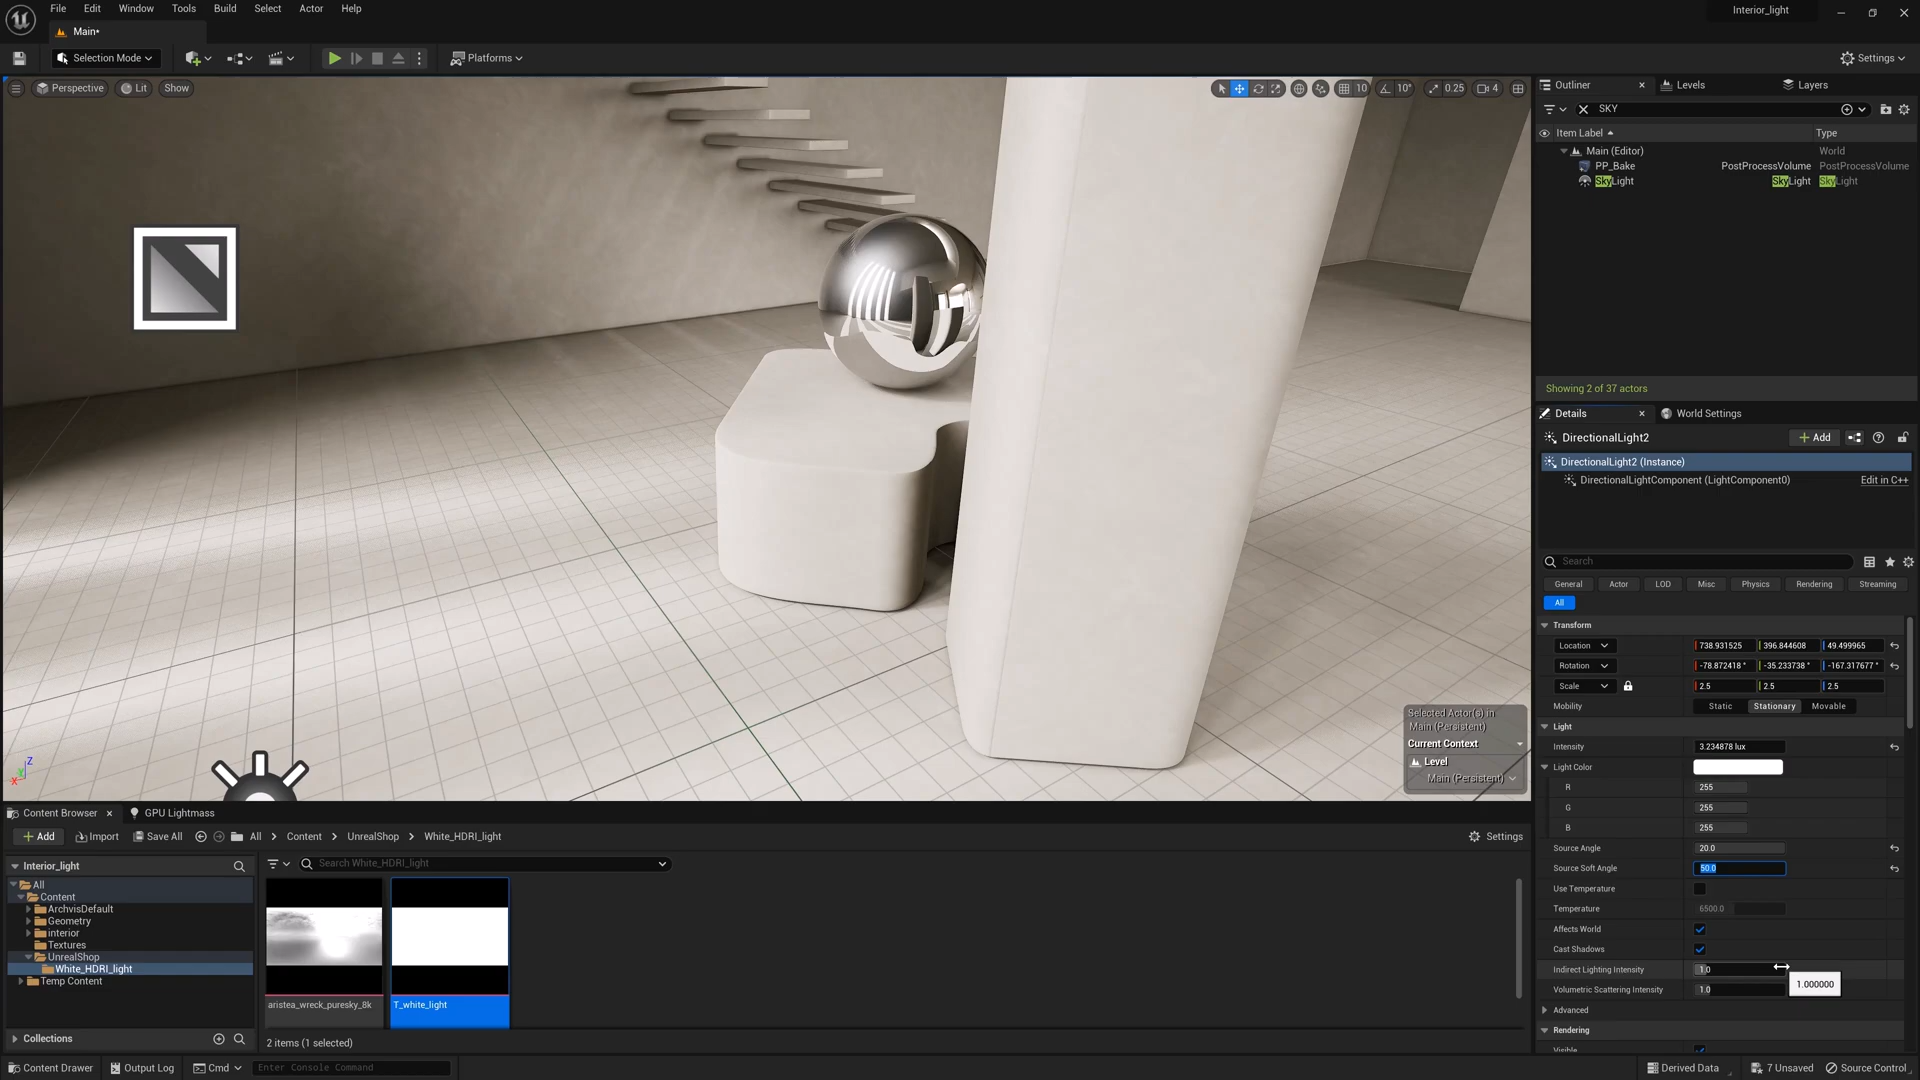 File Edit Window Tools Build Select Actor Help
Interior_light
Main*
Selection Mode
Platforms
Settings
Perspective Lit Show
10 10° 0.25 4
Outliner Levels Layers
SKY
Item Label Type
Main (Editor) World
PP_Bake PostProcessVolume PostProcessVolume
SkyLight SkyLight SkyLight
Showing 2 of 37 actors
Details World Settings
DirectionalLight2 Add
DirectionalLight2 (Instance)
DirectionalLightComponent (LightComponent0) Edit in C++
Search
General Actor LOD Misc Physics Rendering Streaming
All
Transform
Location 738.931525 396.844608 49.499965
Rotation -78.872418 ° -35.233738 ° -167.317677 °
Scale 2.5 2.5 2.5
Mobility Static Stationary Movable
Light
Intensity 3.234878 lux
Light Color
R 255
G 255
B 255
Source Angle 20.0
Source Soft Angle 50.0
Use Temperature
Temperature 6500.0
Affects World
Cast Shadows
Indirect Lighting Intensity 1.0
1.000000
Volumetric Scattering Intensity 1.0
Advanced
Rendering
Visible
Selected Actor(s) in
Main (Persistent)
Current Context
Level
Main (Persistent)
Z
Y
X
Content Browser GPU Lightmass
Add Import Save All All Content UnrealShop White_HDRI_light Settings
Interior_light
Search White_HDRI_light
All
Content
ArchvisDefault
Geometry
interior
Textures
UnrealShop
White_HDRI_light
Temp Content
aristea_wreck_puresky_8k
T_white_light
Collections
2 items (1 selected)
Content Drawer Output Log Cmd Enter Console Command
Derived Data 7 Unsaved Source Control